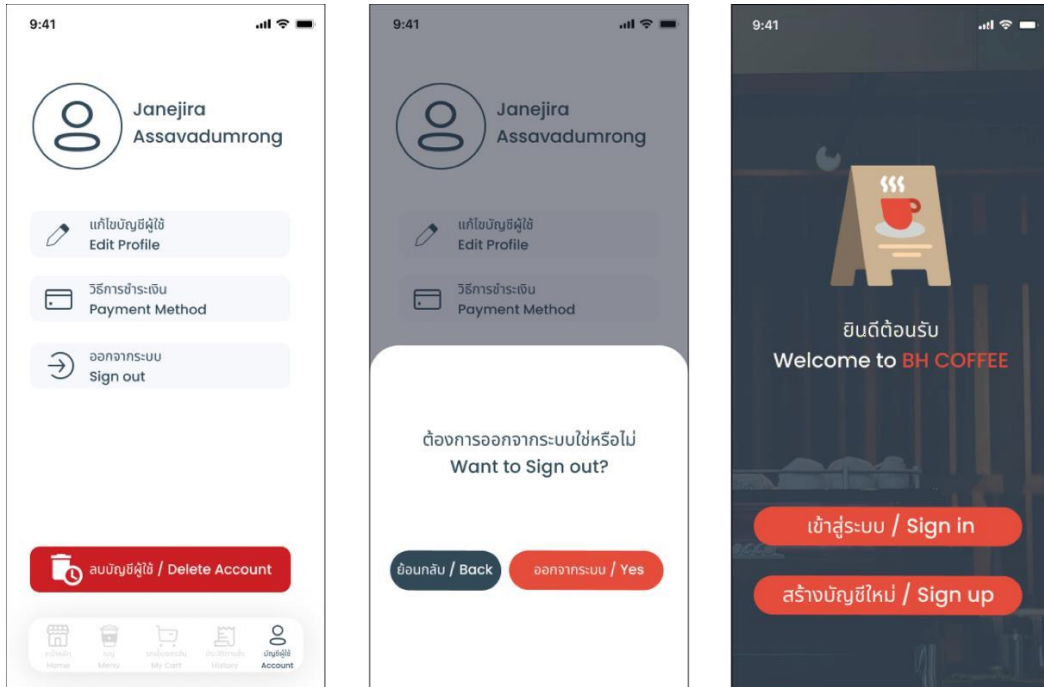 9:41
Janejira
Assavadumrong
แก้ไขบัญชีผู้ใช้
Edit Profile
วิธีการชำระเงิน
Payment Method
ออกจากระบบ
Sign out
ลบบัญชีผู้ใช้ / Delete Account
หน้าหลัก
Home
เมนู
Menu
My Cart
History
บัญชีผู้ใช้
Account
9:41
Janejira
Assavadumrong
แก้ไขบัญชีผู้ใช้
Edit Profile
วิธีการชำระเงิน
Payment Method
ต้องการออกจากระบบใช่หรือไม่
Want to Sign out?
ย้อนกลับ / Back
ออกจากระบบ / Yes
9:41
ยินดีต้อนรับ
Welcome to BH COFFEE
เข้าสู่ระบบ / Sign in
สร้างบัญชีใหม่ / Sign up